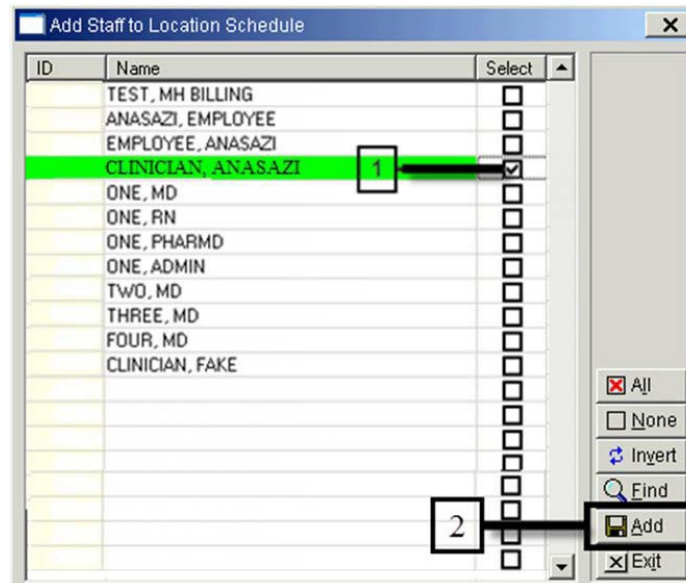 Add Staff to Location Schedule
ID Name Select
TEST, MH BILLING
ANASAZI, EMPLOYEE
EMPLOYEE, ANASAZI
CLINICIAN, ANASAZI 1
ONE, MD
ONE, RN
ONE, PHARMD
ONE, ADMIN
TWO, MD
THREE, MD
FOUR, MD
CLINICIAN, FAKE
All
None
Invert
Find
2 Add
Exit